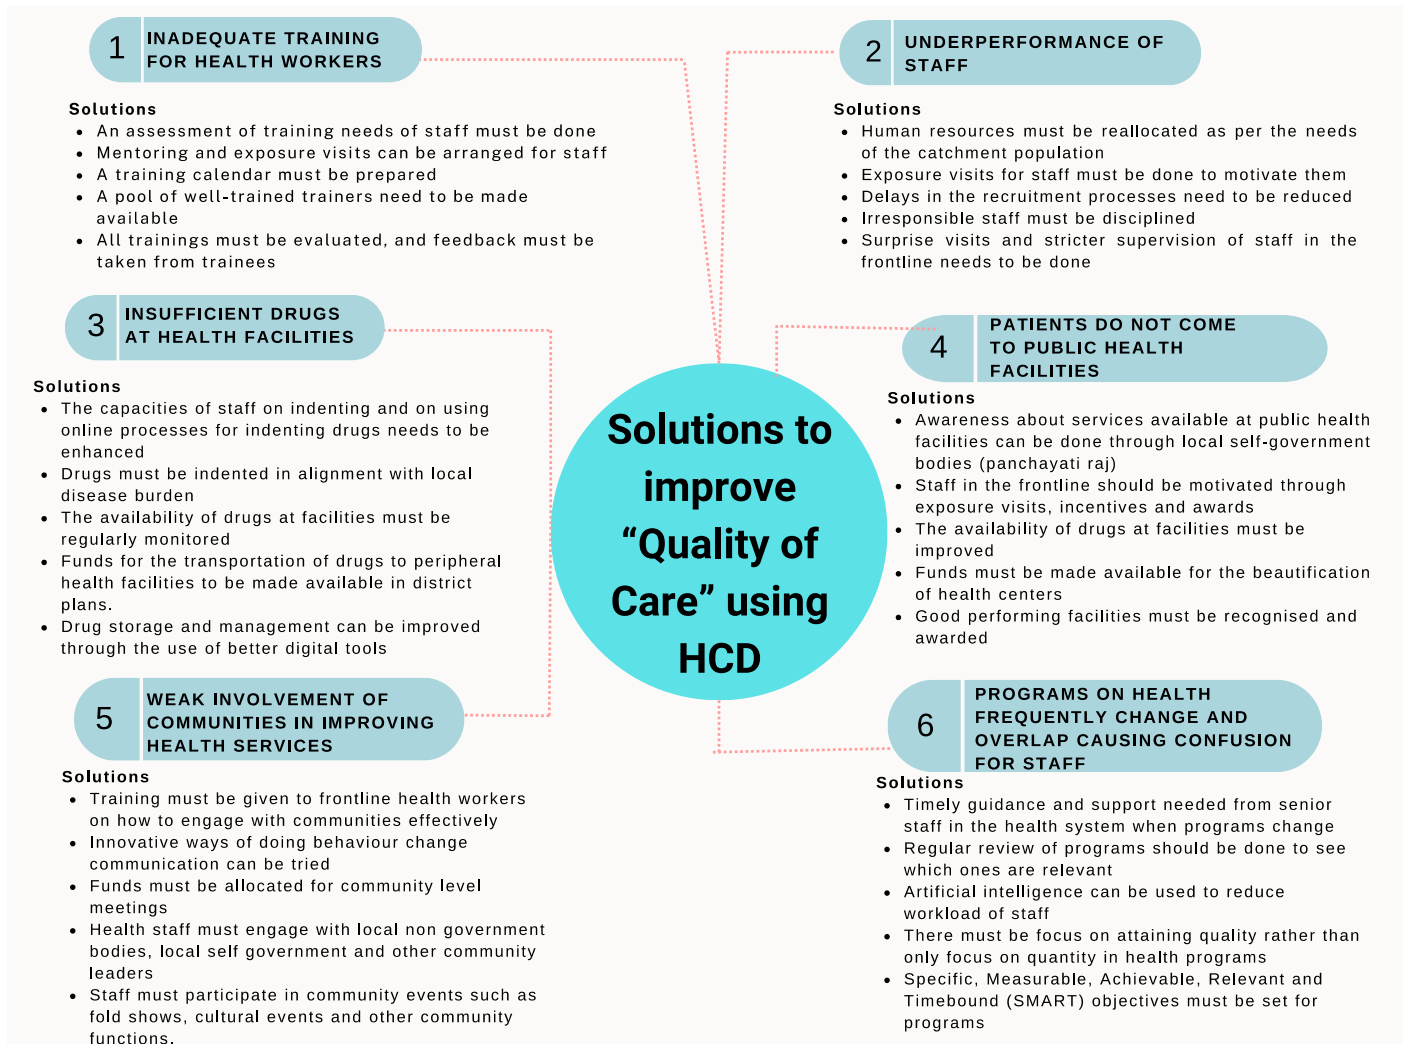 1
INADEQUATE TRAINING
FOR HEALTH WORKERS
Solutions
• An assessment of training needs of staff must be done
• Mentoring and exposure visits can be arranged for staff
• A training calendar must be prepared
• A pool of well-trained trainers need to be made
available
• All trainings must be evaluated, and feedback must be
taken from trainees
2
UNDERPERFORMANCE OF
STAFF
Solutions
• Human resources must be reallocated as per the needs
of the catchment population
• Exposure visits for staff must be done to motivate them
• Delays in the recruitment processes need to be reduced
• Irresponsible staff must be disciplined
• Surprise visits and stricter supervision of staff in the
frontline needs to be done
3
INSUFFICIENT DRUGS
AT HEALTH FACILITIES
Solutions
• The capacities of staff on indenting and on using
online processes for indenting drugs needs to be
enhanced
• Drugs must be indented in alignment with local
disease burden
• The availability of drugs at facilities must be
regularly monitored
• Funds for the transportation of drugs to peripheral
health facilities to be made available in district
plans.
• Drug storage and management can be improved
through the use of better digital tools
Solutions to
improve
“Quality of
Care” using
HCD
4
PATIENTS DO NOT COME
TO PUBLIC HEALTH
FACILITIES
Solutions
• Awareness about services available at public health
facilities can be done through local self-government
bodies (panchayati raj)
• Staff in the frontline should be motivated through
exposure visits, incentives and awards
• The availability of drugs at facilities must be
improved
• Funds must be made available for the beautification
of health centers
• Good performing facilities must be recognised and
awarded
5
WEAK INVOLVEMENT OF
COMMUNITIES IN IMPROVING
HEALTH SERVICES
Solutions
• Training must be given to frontline health workers
on how to engage with communities effectively
• Innovative ways of doing behaviour change
communication can be tried
• Funds must be allocated for community level
meetings
• Health staff must engage with local non government
bodies, local self government and other community
leaders
• Staff must participate in community events such as
fold shows, cultural events and other community
functions.
6
PROGRAMS ON HEALTH
FREQUENTLY CHANGE AND
OVERLAP CAUSING CONFUSION
FOR STAFF
Solutions
• Timely guidance and support needed from senior
staff in the health system when programs change
• Regular review of programs should be done to see
which ones are relevant
• Artificial intelligence can be used to reduce
workload of staff
• There must be focus on attaining quality rather than
only focus on quantity in health programs
• Specific, Measurable, Achievable, Relevant and
Timebound (SMART) objectives must be set for
programs